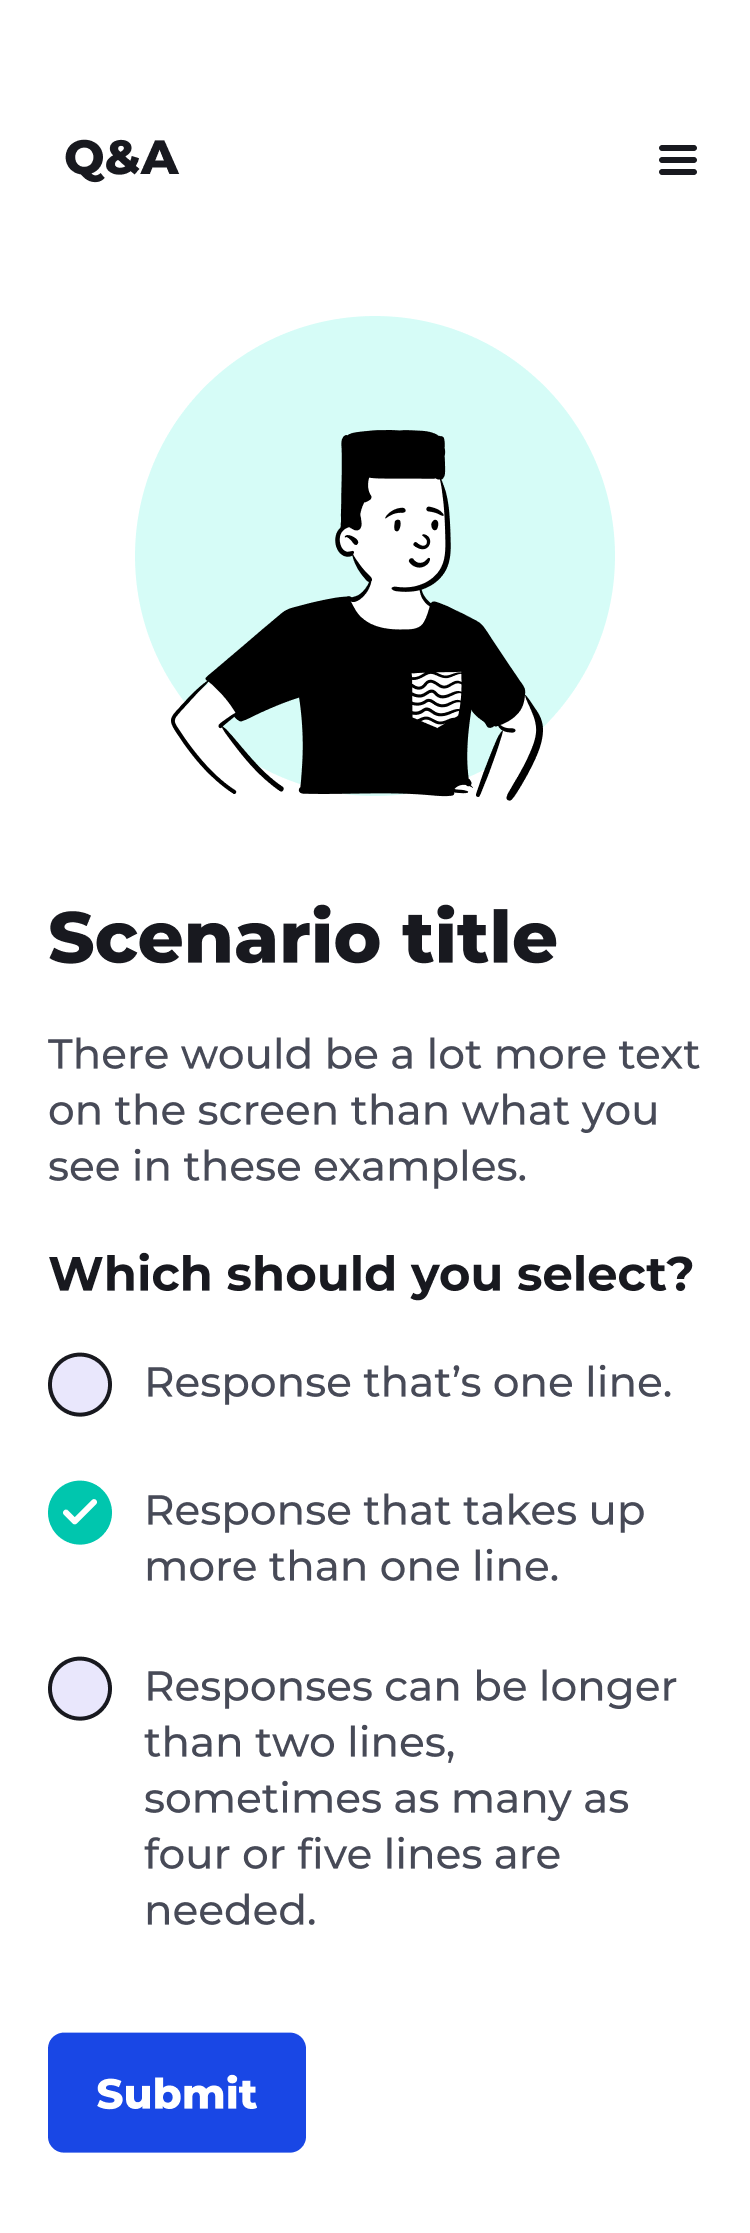 Q&A
Scenario title
There would be a lot more text
on the screen than what you
see in these examples.
Which should you select?
Response that’s one line.
Response that takes up
more than one line.
Responses can be longer
than two lines,
sometimes as many as
four or five lines are
needed.
Submit